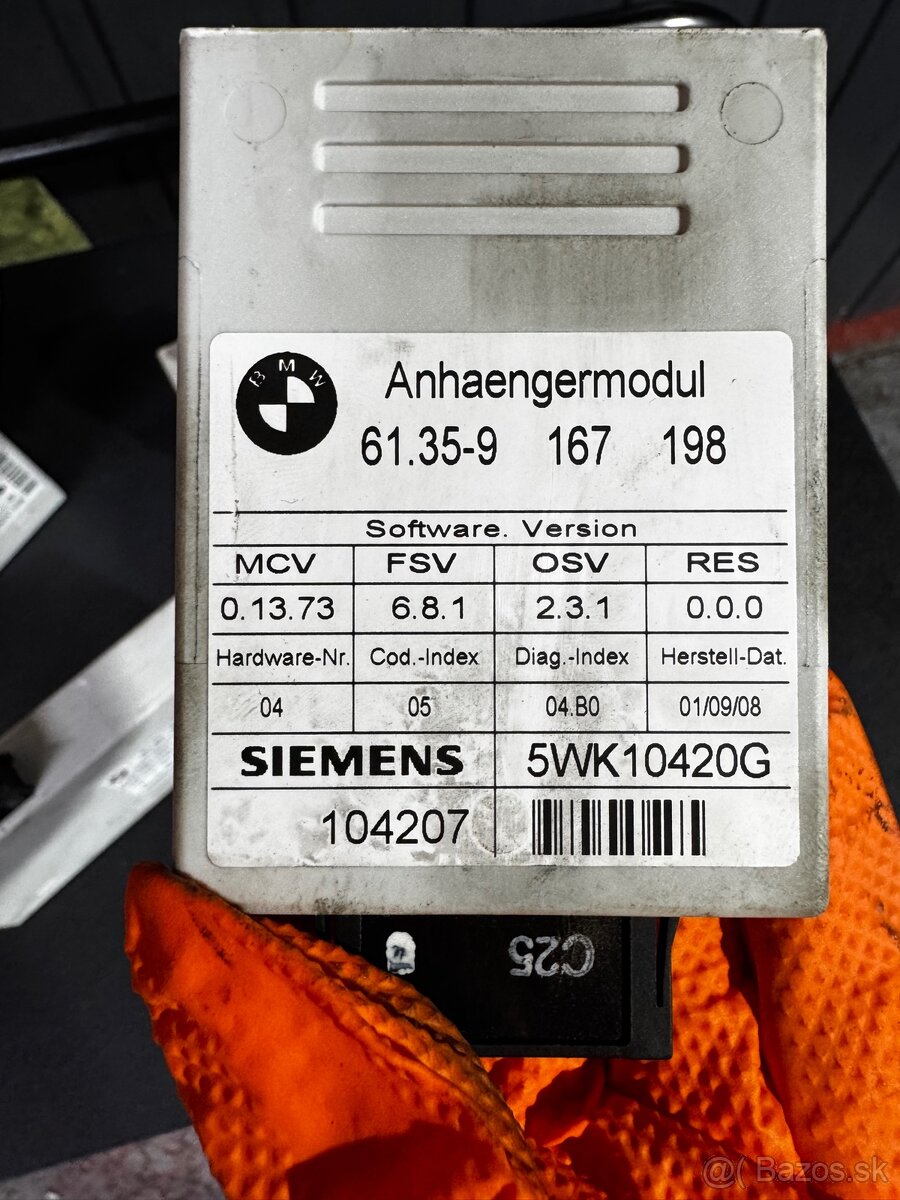 BMW
Anhaengermodul
61.35-9 167 198
Software. Version
MCV FSV OSV RES
0.13.73 6.8.1 2.3.1 0.0.0
Hardware-Nr. Cod.-Index Diag.-Index Herstell-Dat.
04 05 04.B0 01/09/08
SIEMENS 5WK10420G
104207
C25
@( Bazos.sk